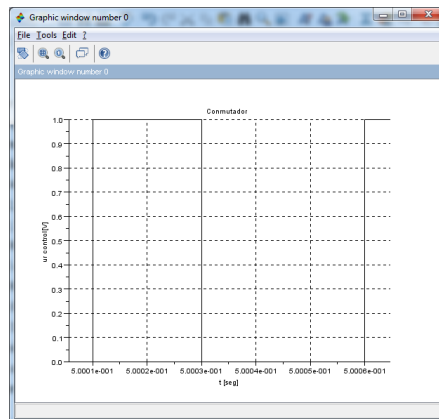 Graphic window number 0
File Tools Edit ?
Graphic window number 0
Conmutador
1.0
0.9
0.8
0.7
0.6
0.5
0.4
0.3
0.2
0.1
0.0
ur control[V]
5.0001e-001 5.0002e-001 5.0003e-001 5.0004e-001 5.0005e-001 5.0006e-001
t [seg]